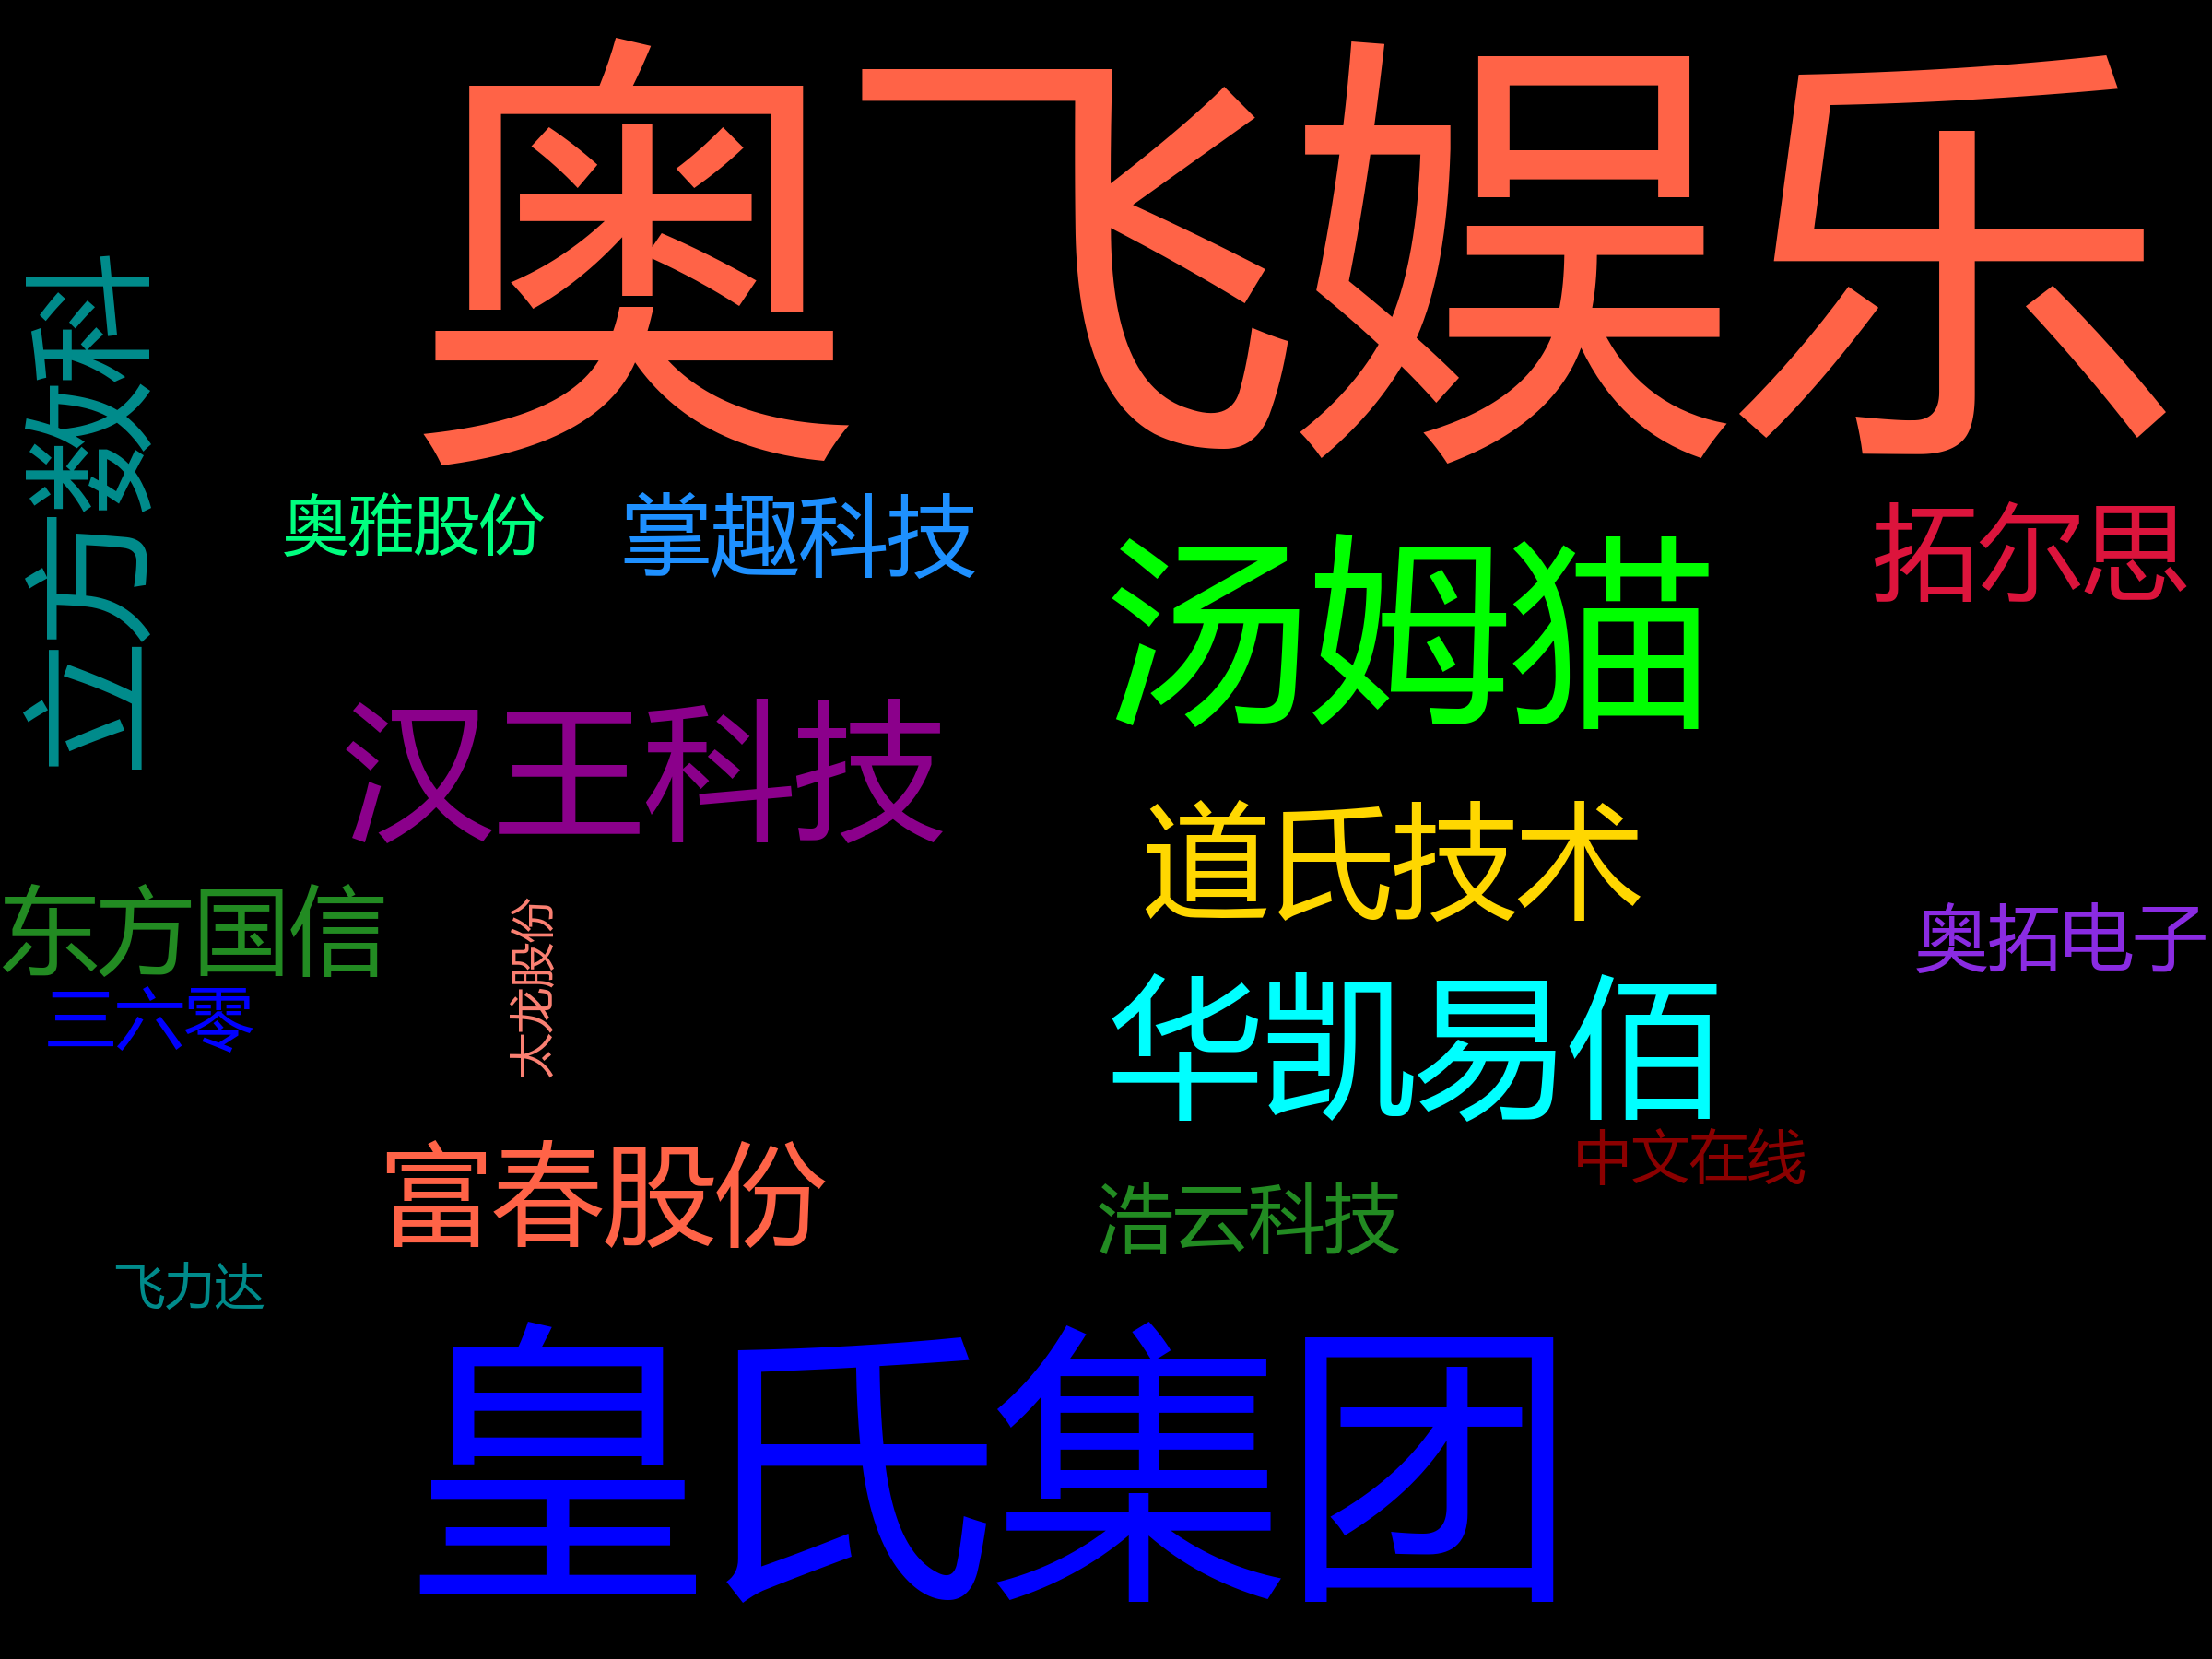 奥飞娱乐
立方数科
奥雅股份
掌趣科技
拓尔思
汤姆猫
汉王科技
道氏技术
东方国信
太龙股份
奥拓电子
三六零
华凯易佰
中文在线
富春股份
浩云科技
飞力达
皇氏集团